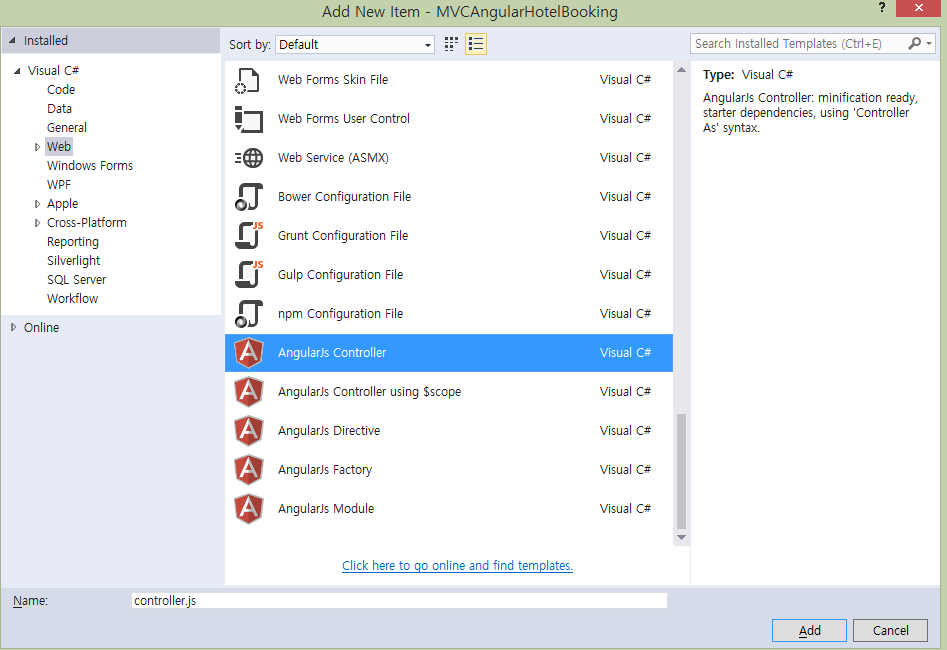 Add New Item - MVCAngularHotelBooking
?
Installed
Sort by: Default
Search Installed Templates (Ctrl+E)
Visual C#
Code
Data
General
Web
Windows Forms
WPF
Apple
Cross-Platform
Reporting
Silverlight
SQL Server
Workflow
Online
Web Forms Skin File Visual C#
Web Forms User Control Visual C#
Web Service (ASMX) Visual C#
Bower Configuration File Visual C#
JS
Grunt Configuration File Visual C#
JS
Gulp Configuration File Visual C#
npm Configuration File Visual C#
AngularJs Controller Visual C#
AngularJs Controller using $scope Visual C#
AngularJs Directive Visual C#
AngularJs Factory Visual C#
AngularJs Module Visual C#
Click here to go online and find templates.
Type: Visual C#
AngularJs Controller: minification ready,
starter dependencies, using 'Controller
As' syntax.
Name: controller.js
Add Cancel